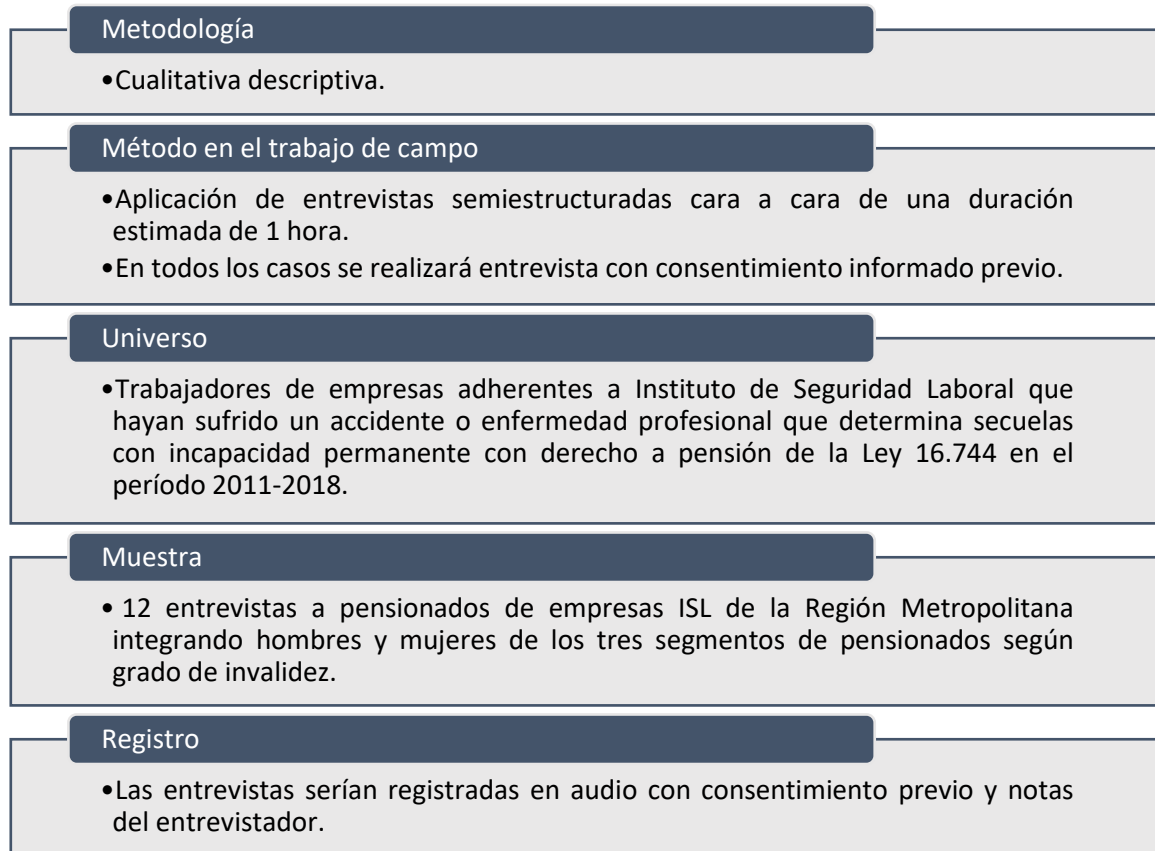 Metodología
•Cualitativa descriptiva.
Método en el trabajo de campo
•Aplicación de entrevistas semiestructuradas cara a cara de una duración
estimada de 1 hora.
•En todos los casos se realizará entrevista con consentimiento informado previo.
Universo
•Trabajadores de empresas adherentes a Instituto de Seguridad Laboral que
hayan sufrido un accidente o enfermedad profesional que determina secuelas
con incapacidad permanente con derecho a pensión de la Ley 16.744 en el
período 2011-2018.
Muestra
• 12 entrevistas a pensionados de empresas ISL de la Región Metropolitana
integrando hombres y mujeres de los tres segmentos de pensionados según
grado de invalidez.
Registro
•Las entrevistas serían registradas en audio con consentimiento previo y notas
del entrevistador.